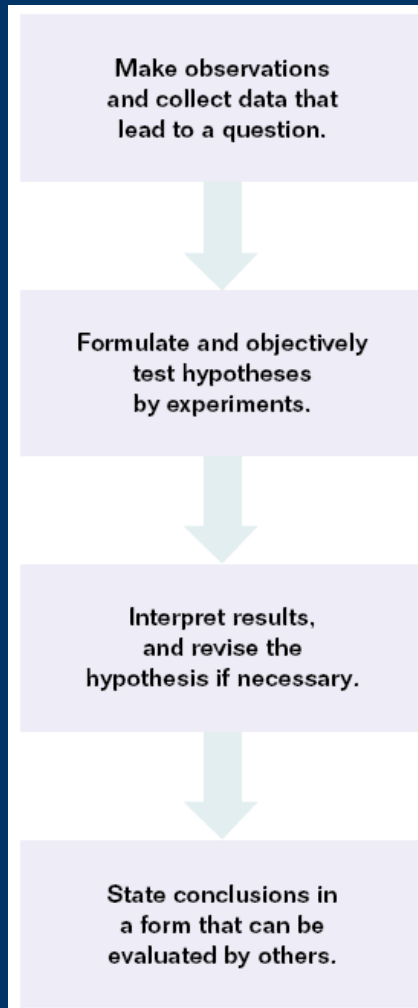 Make observations
and collect data that
lead to a question.
Formulate and objectively
test hypotheses
by experiments.
Interpret results,
and revise the
hypothesis if necessary.
State conclusions in
a form that can be
evaluated by others.